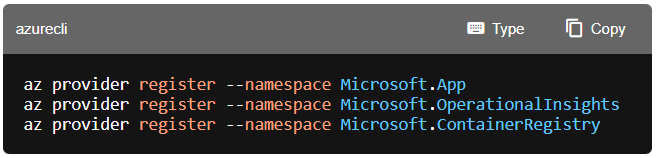 azurecli
Type
Copy
az provider register --namespace Microsoft.App
az provider register --namespace Microsoft.OperationalInsights
az provider register --namespace Microsoft.ContainerRegistry